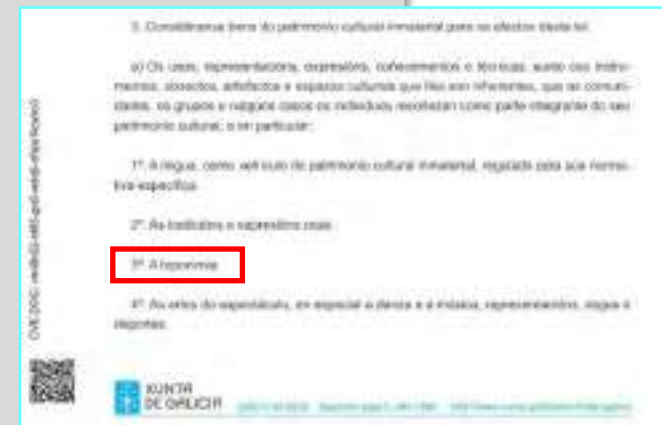 3. Considéranse bens do patrimonio cultural inmaterial para os efectos desta lei:
a) Os usos, representacións, expresións, coñecementos e técnicas, xunto cos instru-
mentos, obxectos, artefactos e espazos culturais que lles son inherentes, que as comuni-
dades, os grupos e nalgúns casos os individuos recoñezan como parte integrante do seu
patrimonio cultural, e en particular:
1º. A lingua, como vehículo do patrimonio cultural inmaterial, regulada pola súa norma-
tiva específica.
2º. As tradicións e expresións orais.
3º. A toponimia.
4º. As artes do espectáculo, en especial a danza e a música, representacións, xogos e
deportes.
CVE-DOG:
XUNTA
DE GALICIA